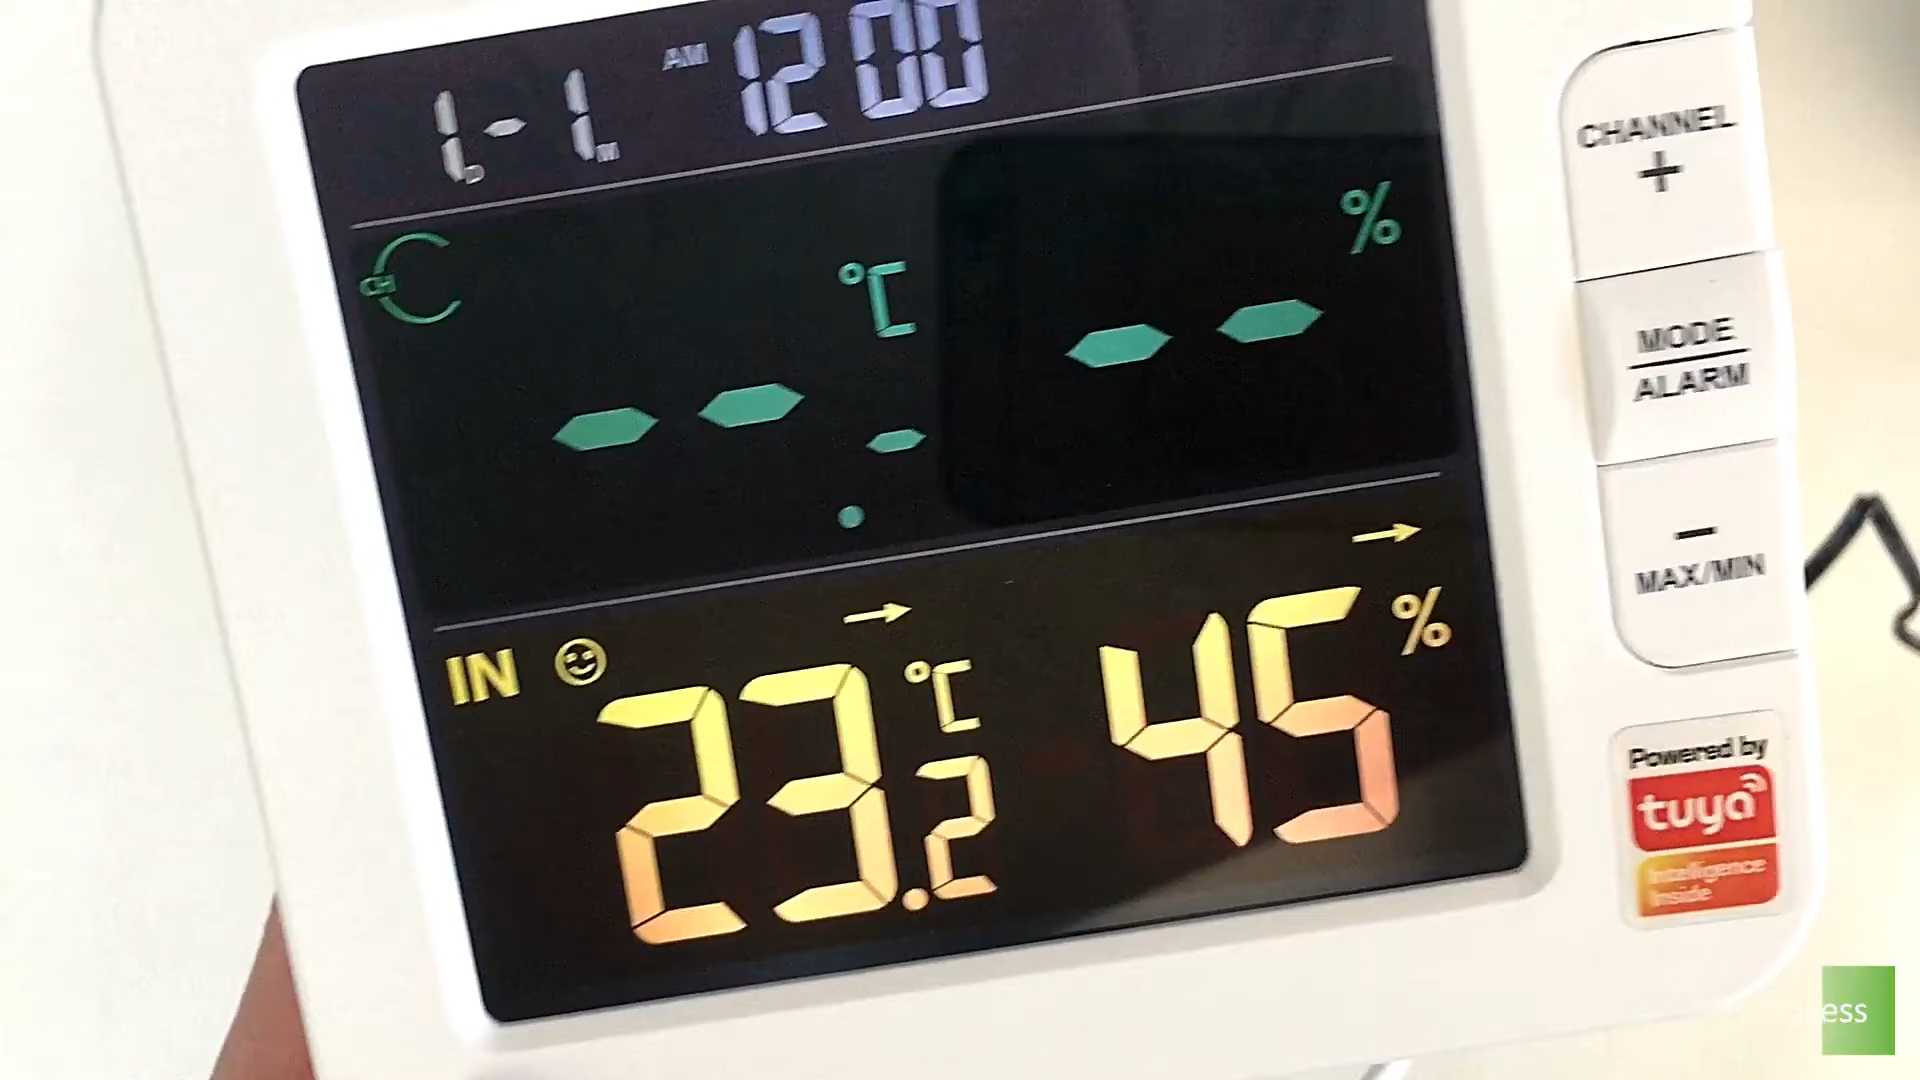 1.D - 1.M AM 12 00
CH °C %
-- . - --
IN °C %
23.2 45
CHANNEL
+
MODE
ALARM
−
MAX/MIN
Powered by
tuya
Intelligence
Inside
ess